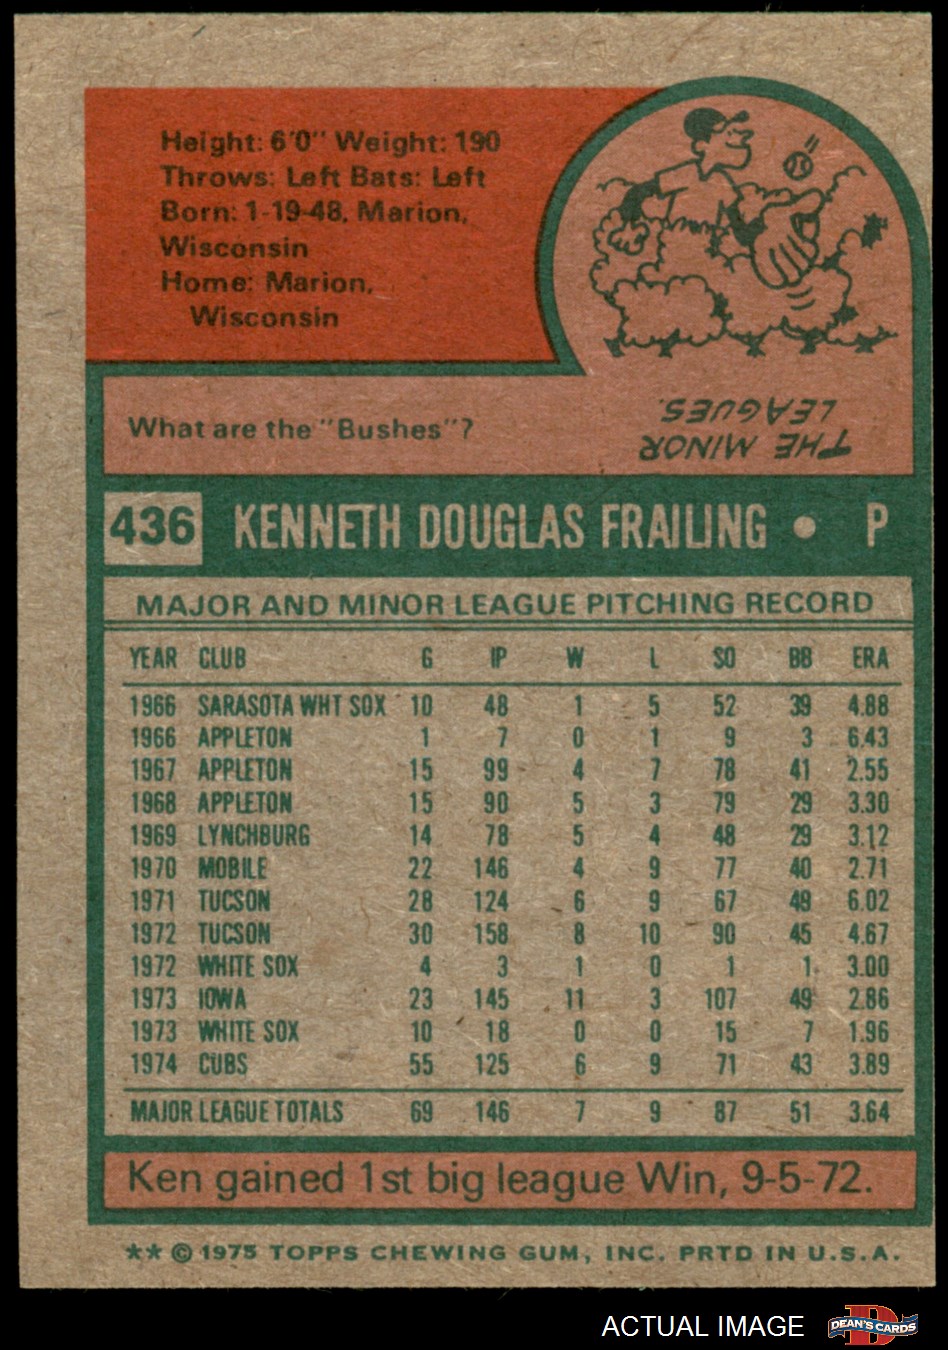 Height: 6'0" Weight: 190
Throws: Left Bats: Left
Born: 1-19-48, Marion,
Wisconsin
Home: Marion,
Wisconsin
What are the "Bushes"?
THE MINOR
LEAGUES.
436 KENNETH DOUGLAS FRAILING • P
MAJOR AND MINOR LEAGUE PITCHING RECORD
YEAR CLUB G IP W L SO BB ERA
1966 SARASOTA WHT SOX 10 48 1 5 52 39 4.88
1966 APPLETON 1 7 0 1 9 3 6.43
1967 APPLETON 15 99 4 7 78 41 2.55
1968 APPLETON 15 90 5 3 79 29 3.30
1969 LYNCHBURG 14 78 5 4 48 29 3.12
1970 MOBILE 22 146 4 9 77 40 2.71
1971 TUCSON 28 124 6 9 67 49 6.02
1972 TUCSON 30 158 8 10 90 45 4.67
1972 WHITE SOX 4 3 1 0 1 1 3.00
1973 IOWA 23 145 11 3 107 49 2.86
1973 WHITE SOX 10 18 0 0 15 7 1.96
1974 CUBS 55 125 6 9 71 43 3.89
MAJOR LEAGUE TOTALS 69 146 7 9 87 51 3.64
Ken gained 1st big league Win, 9-5-72.
** © 1975 TOPPS CHEWING GUM, INC. PRTD IN U.S.A.
ACTUAL IMAGE DEAN'S CARDS